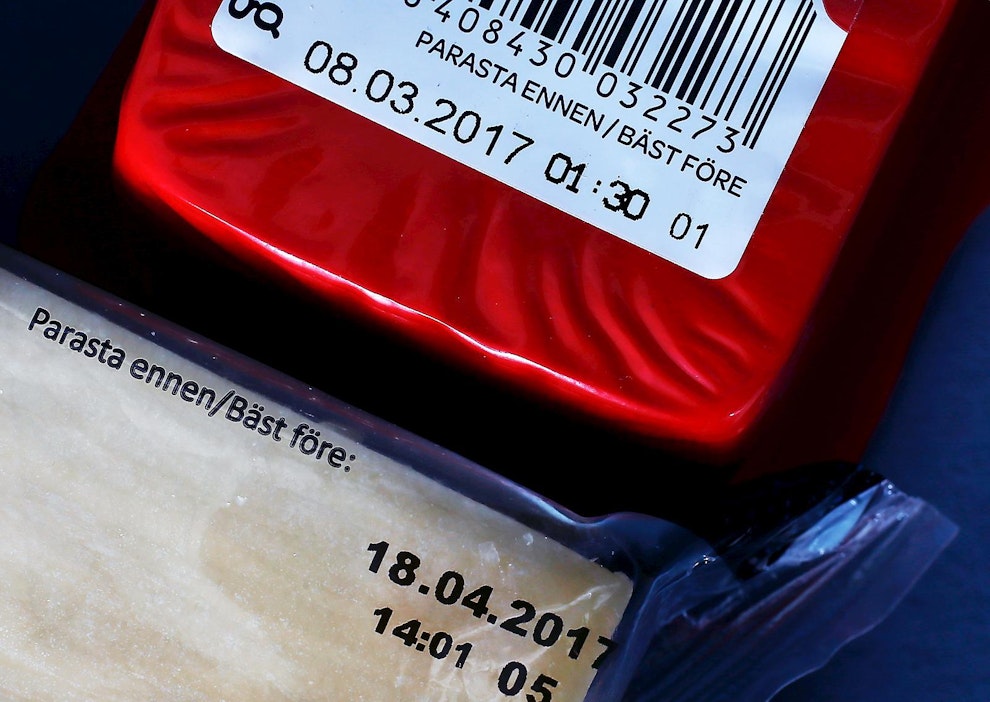 408430 032273
PARASTA ENNEN / BÄST FÖRE
08.03.2017 01:30 01
Parasta ennen/Bäst före:
18.04.2017
14:01 05